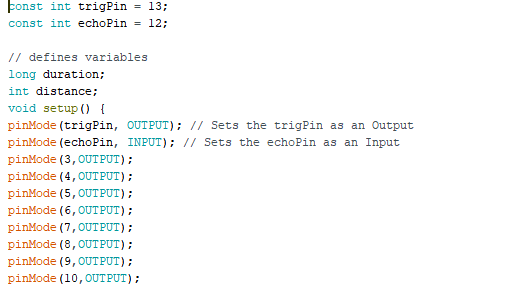 const int trigPin = 13;
const int echoPin = 12;
// defines variables
long duration;
int distance;
void setup() {
pinMode(trigPin, OUTPUT); // Sets the trigPin as an Output
pinMode(echoPin, INPUT); // Sets the echoPin as an Input
pinMode(3,OUTPUT);
pinMode(4,OUTPUT);
pinMode(5,OUTPUT);
pinMode(6,OUTPUT);
pinMode(7,OUTPUT);
pinMode(8,OUTPUT);
pinMode(9,OUTPUT);
pinMode(10,OUTPUT);